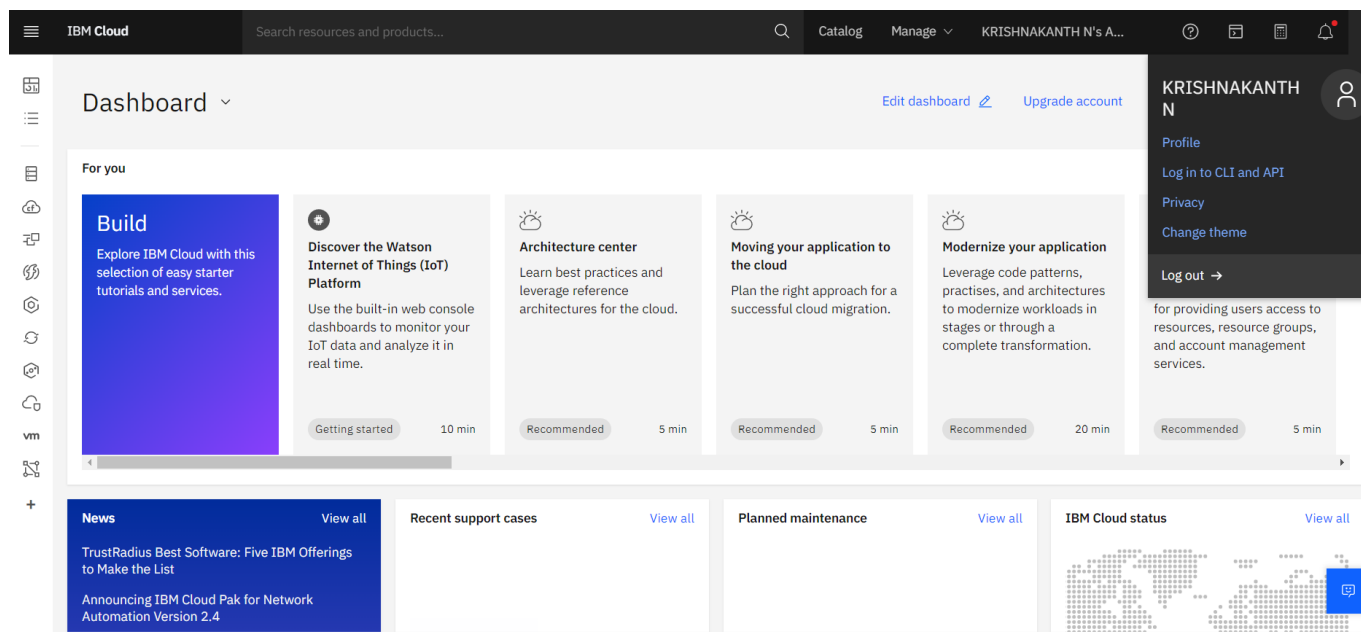 IBM Cloud
Search resources and products...
Catalog
Manage
KRISHNAKANTH N's A...
KRISHNAKANTH
N
Profile
Log in to CLI and API
Privacy
Change theme
Log out →
Dashboard
Edit dashboard
Upgrade account
For you
Build
Explore IBM Cloud with this
selection of easy starter
tutorials and services.
Discover the Watson
Internet of Things (IoT)
Platform
Use the built-in web console
dashboards to monitor your
IoT data and analyze it in
real time.
Getting started
10 min
Architecture center
Learn best practices and
leverage reference
architectures for the cloud.
Recommended
5 min
Moving your application to
the cloud
Plan the right approach for a
successful cloud migration.
Recommended
5 min
Modernize your application
Leverage code patterns,
practises, and architectures
to modernize workloads in
stages or through a
complete transformation.
Recommended
20 min
for providing users access to
resources, resource groups,
and account management
services.
Recommended
5 min
vm
News
View all
TrustRadius Best Software: Five IBM Offerings
to Make the List
Announcing IBM Cloud Pak for Network
Automation Version 2.4
Recent support cases
View all
Planned maintenance
View all
IBM Cloud status
View all